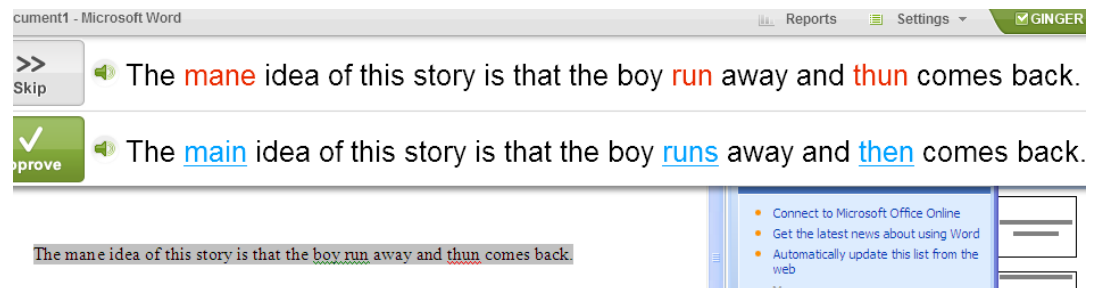 cument1 - Microsoft Word
Reports Settings GINGER
>>
Skip
The mane idea of this story is that the boy run away and thun comes back.
pprove
The main idea of this story is that the boy runs away and then comes back.
Connect to Microsoft Office Online
Get the latest news about using Word
Automatically update this list from the
web
The mane idea of this story is that the boy run away and thun comes back.